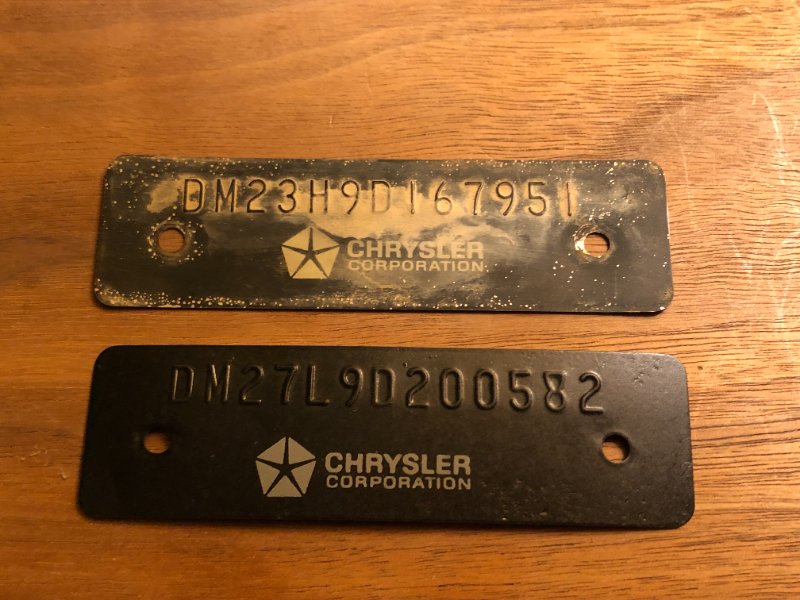 DM23H9D167951
CHRYSLER
CORPORATION
DM27L9D200582
CHRYSLER
CORPORATION